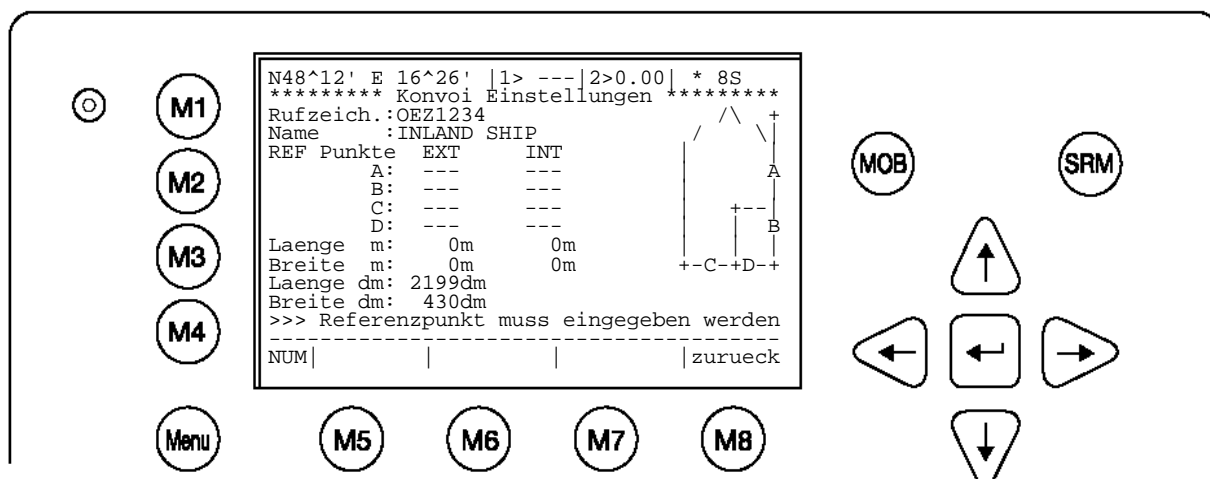 N48^12' E 16^26' |1> ---|2>0.00| * 8S
********* Konvoi Einstellungen *********
Rufzeich.:OEZ1234
Name :INLAND SHIP
REF Punkte EXT INT
A: --- ---
B: --- ---
C: --- ---
D: --- ---
Laenge m: 0m 0m
Breite m: 0m 0m
Laenge dm: 2199dm
Breite dm: 430dm
>>> Referenzpunkt muss eingegeben werden
NUM| | | |zurueck
A
B
+-C-+D-+
M1
M2
M3
M4
Menu
M5
M6
M7
M8
MOB
SRM